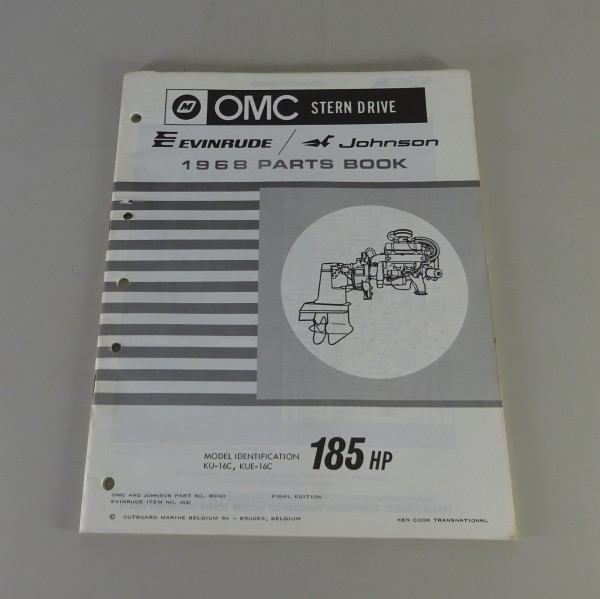 M OMC STERN DRIVE
EVINRUDE / Johnson
1968 PARTS BOOK
MODEL IDENTIFICATION
KU-16C, KUE-16C
185 HP
OMC AND JOHNSON PART NO.
FINAL EDITION
EVINRUDE ITEM NO.
© OUTBOARD MARINE BELGIUM SA - BRUGES, BELGIUM
KEN COOK TRANSNATIONAL